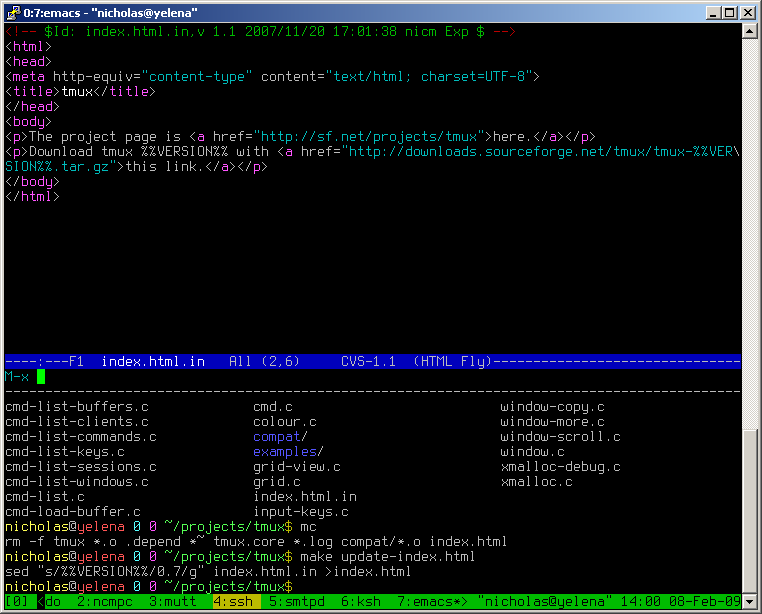 0:7:emacs - "nicholas@yelena"
<!-- $Id: index.html.in,v 1.1 2007/11/20 17:01:38 nicm Exp $ -->
<html>
<head>
<meta http-equiv="content-type" content="text/html; charset=UTF-8">
<title>tmux</title>
</head>
<body>
<p>The project page is <a href="http://sf.net/projects/tmux">here.</a></p>
<p>Download tmux %%VERSION%% with <a href="http://downloads.sourceforge.net/tmux/tmux-%%VER\
SION%%.tar.gz">this link.</a></p>
</body>
</html>
----:---F1  index.html.in   All (2,6)     CVS-1.1  (HTML Fly)-------------------------------
M-x
cmd-list-buffers.c             cmd.c                          window-copy.c
cmd-list-clients.c             colour.c                       window-more.c
cmd-list-commands.c            compat/                        window-scroll.c
cmd-list-keys.c                examples/                      window.c
cmd-list-sessions.c            grid-view.c                    xmalloc-debug.c
cmd-list-windows.c             grid.c                         xmalloc.c
cmd-list.c                     index.html.in
cmd-load-buffer.c              input-keys.c
nicholas@yelena 0 0 ~/projects/tmux$ mc
rm -f tmux *.o .depend *~ tmux.core *.log compat/*.o index.html
nicholas@yelena 0 0 ~/projects/tmux$ make update-index.html
sed "s/%%VERSION%%/0.7/g" index.html.in >index.html
nicholas@yelena 0 0 ~/projects/tmux$
[0] <do  2:ncmpc  3:mutt  4:ssh  5:smtpd  6:ksh  7:emacs*> "nicholas@yelena" 14:00 08-Feb-09